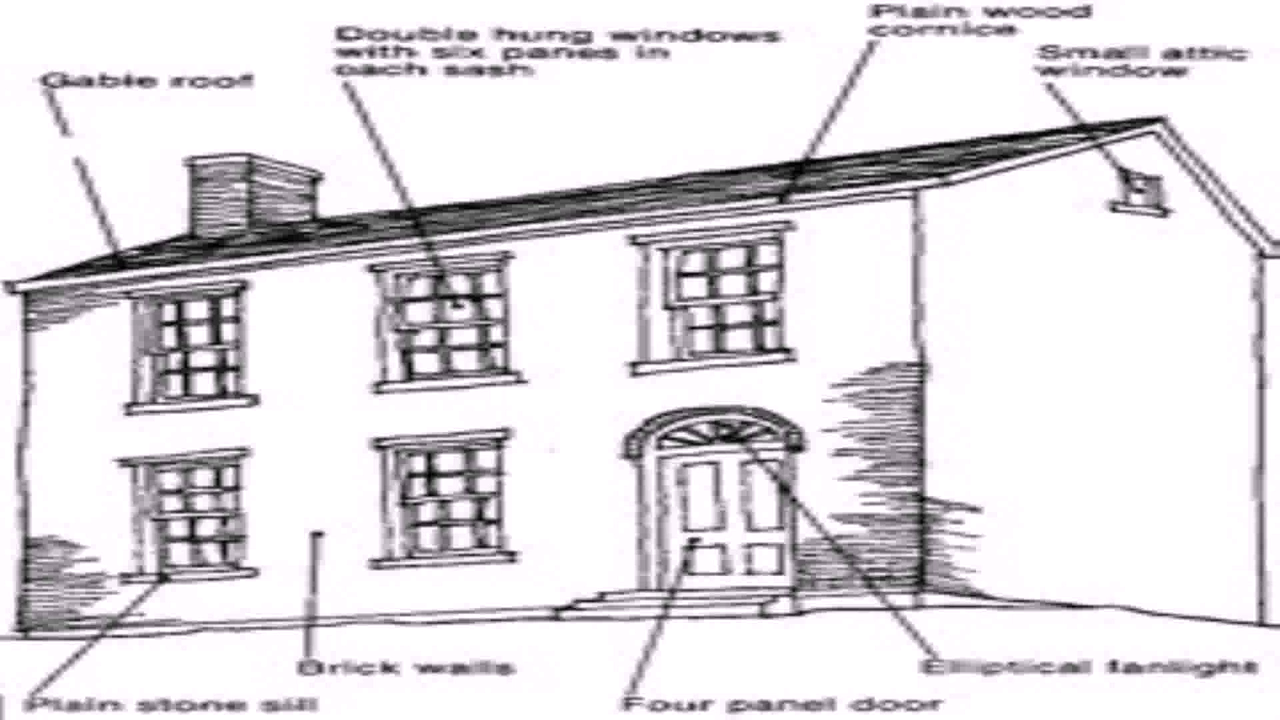 Plain wood
cornice
Double hung windows
with six panes in
each sash
Small attic
window
Gable roof
Brick walls
Elliptical fanlight
Plain stone sill
Four panel door